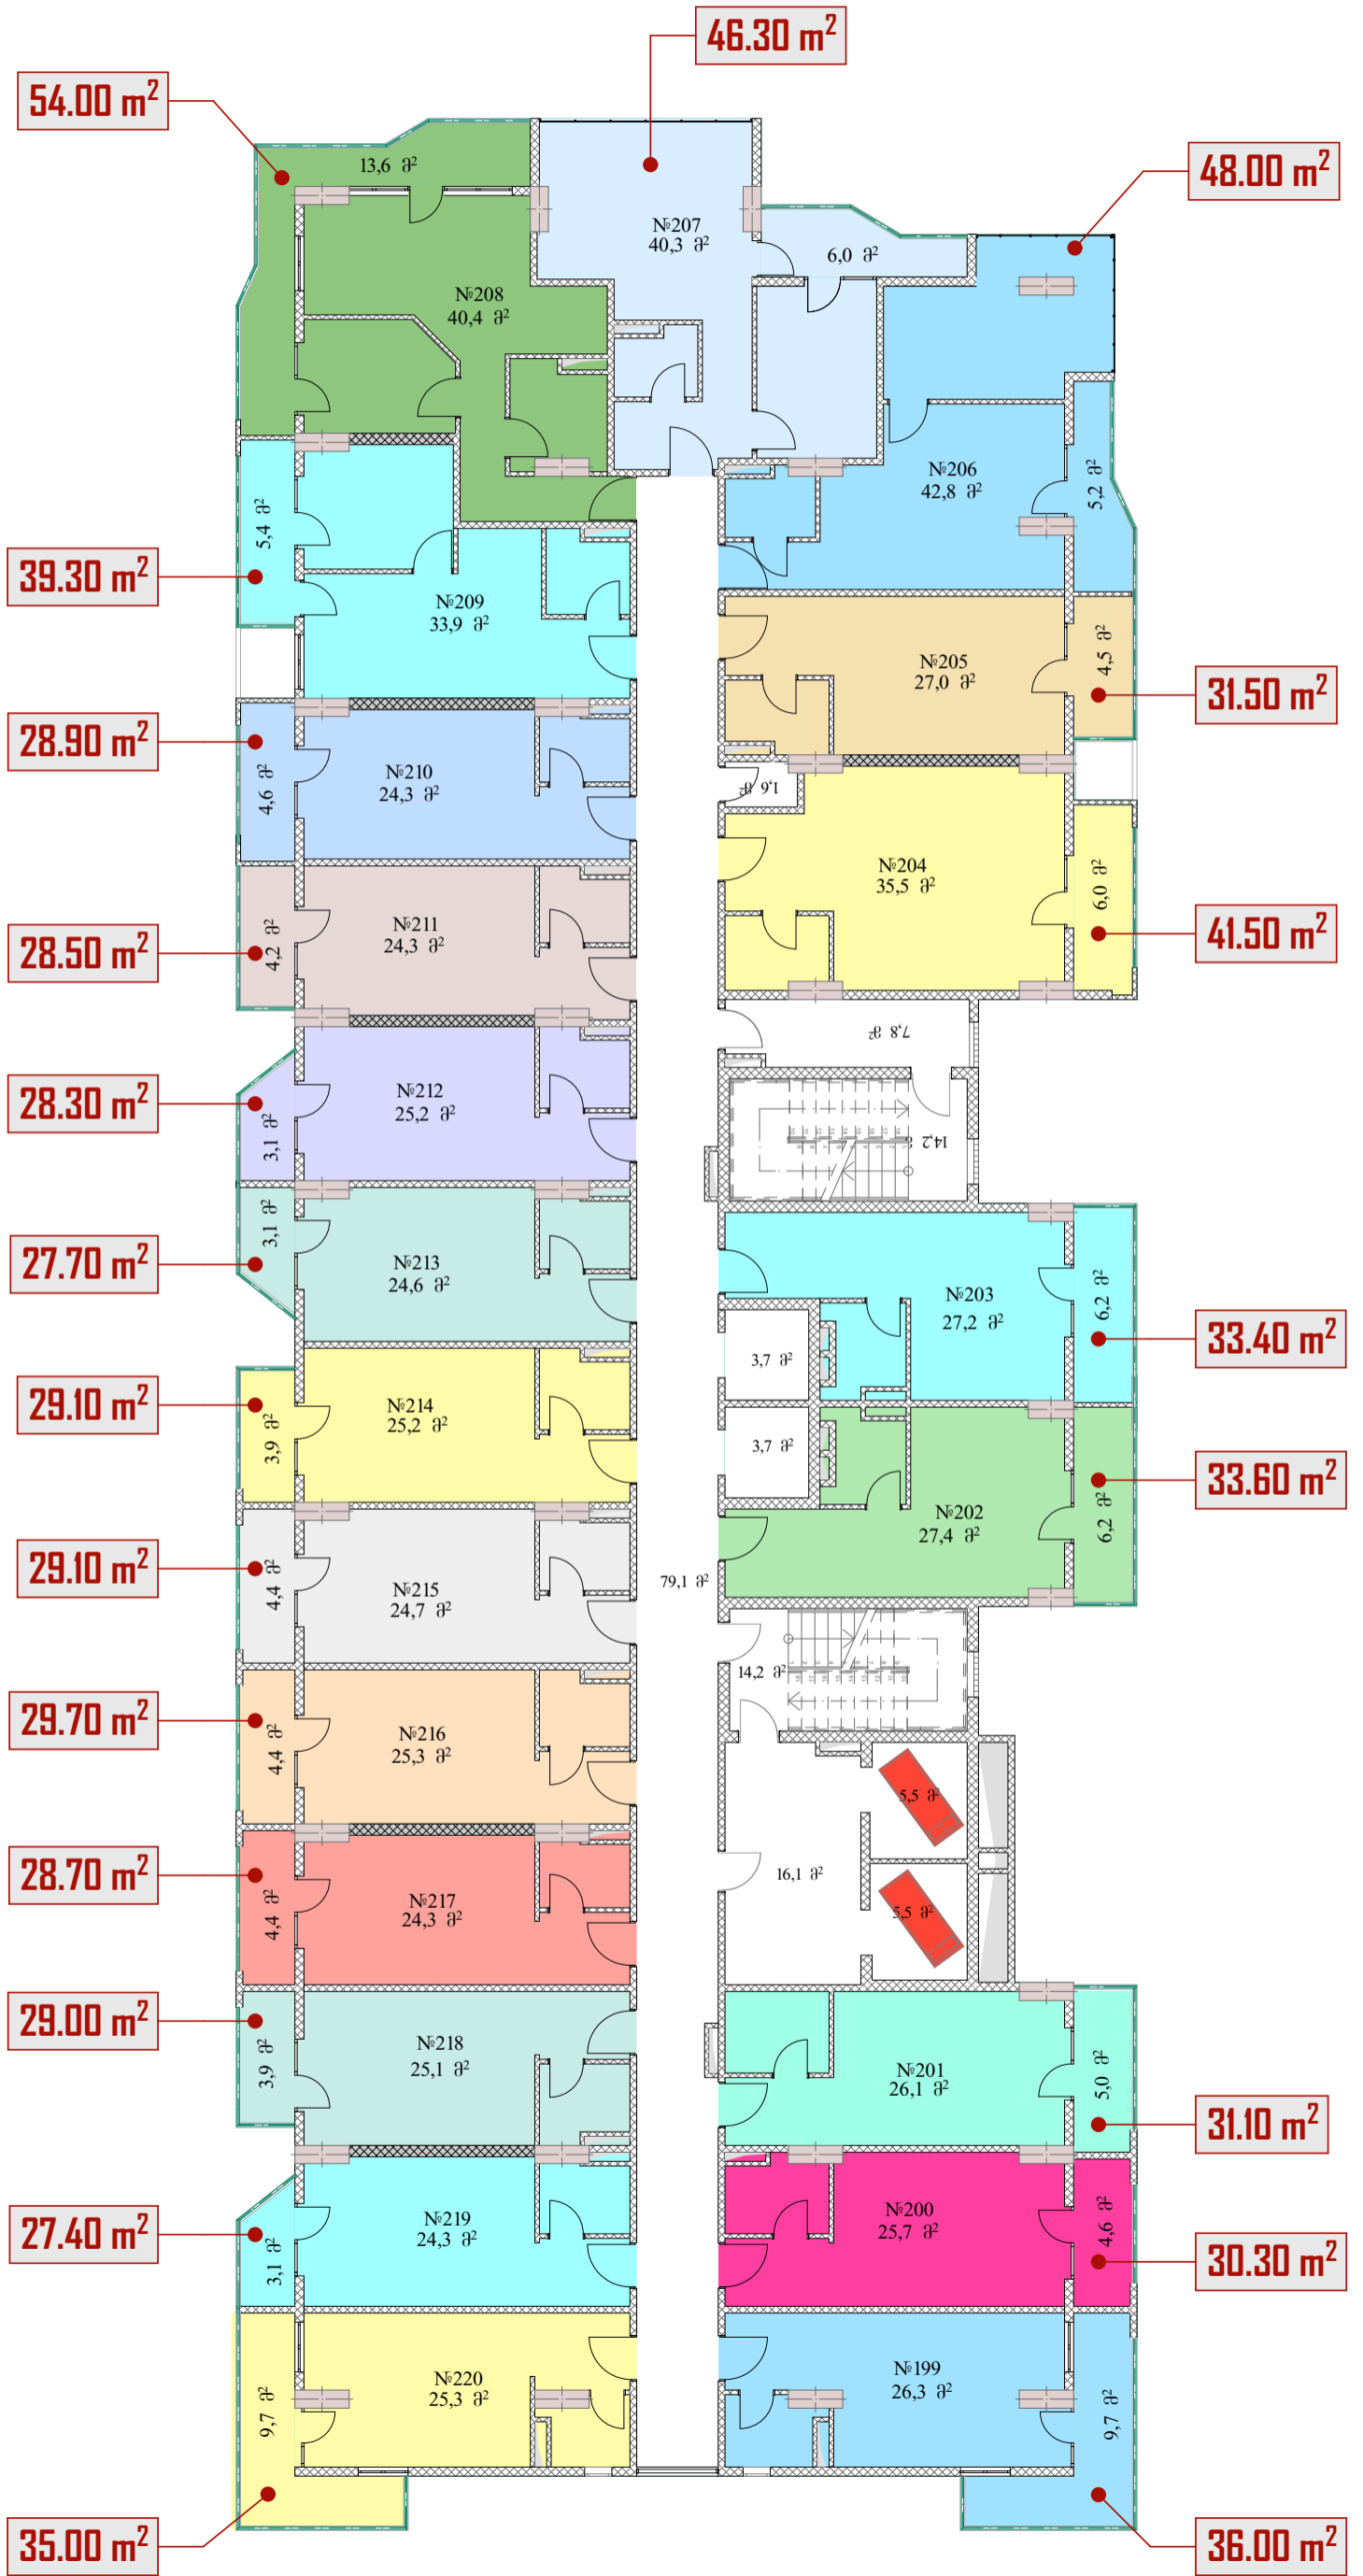 46.30 m²
54.00 m²
13,6 მ²
48.00 m²
№207
40,3 მ²
6,0 მ²
№208
40,4 მ²
№206
42,8 მ²
5,2 მ²
5,4 მ²
39.30 m²
№209
33,9 მ²
№205
27,0 მ²
4,5 მ²
31.50 m²
28.90 m²
4,6 მ²
№210
24,3 მ²
1,6 მ²
№204
35,5 მ²
6,0 მ²
41.50 m²
28.50 m²
4,2 მ²
№211
24,3 მ²
7,8 მ²
28.30 m²
3,1 მ²
№212
25,2 მ²
14,2
27.70 m²
3,1 მ²
№213
24,6 მ²
№203
27,2 მ²
6,2 მ²
33.40 m²
3,7 მ²
29.10 m²
3,9 მ²
№214
25,2 მ²
3,7 მ²
№202
27,4 მ²
6,2 მ²
33.60 m²
29.10 m²
4,4 მ²
№215
24,7 მ²
79,1 მ²
14,2 მ²
29.70 m²
4,4 მ²
№216
25,3 მ²
5,5 მ²
28.70 m²
4,4 მ²
№217
24,3 მ²
16,1 მ²
5,5 მ²
29.00 m²
3,9 მ²
№218
25,1 მ²
№201
26,1 მ²
5,0 მ²
31.10 m²
27.40 m²
3,1 მ²
№219
24,3 მ²
№200
25,7 მ²
4,6 მ²
30.30 m²
№220
25,3 მ²
9,7 მ²
№199
26,3 მ²
9,7 მ²
35.00 m²
36.00 m²